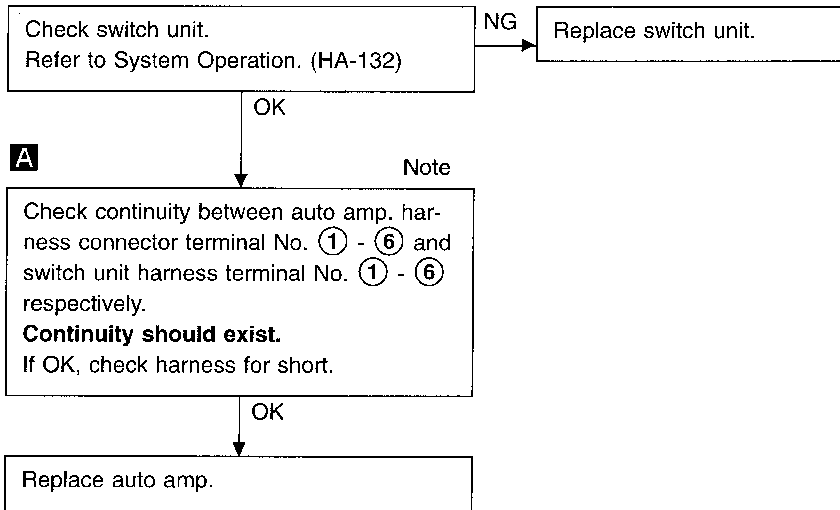 Check switch unit.
Refer to System Operation. (HA-132)
NG
Replace switch unit.
OK
A
Note
Check continuity between auto amp. har-
ness connector terminal No. ① - ⑥ and
switch unit harness terminal No. ① - ⑥
respectively.
Continuity should exist.
If OK, check harness for short.
OK
Replace auto amp.